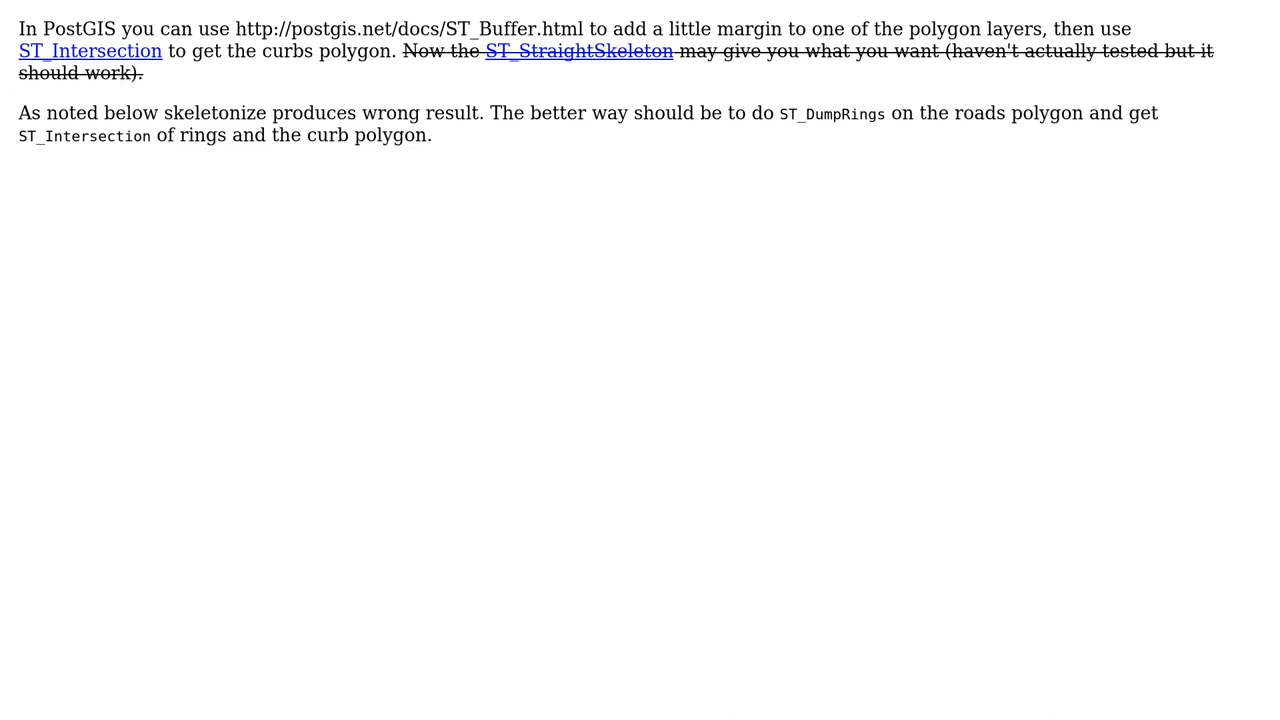 In PostGIS you can use http://postgis.net/docs/ST_Buffer.html to add a little margin to one of the polygon layers, then use
ST_Intersection to get the curbs polygon. Now the ST_StraightSkeleton may give you what you want (haven't actually tested but it
should work).
As noted below skeletonize produces wrong result. The better way should be to do ST_DumpRings on the roads polygon and get
ST_Intersection of rings and the curb polygon.